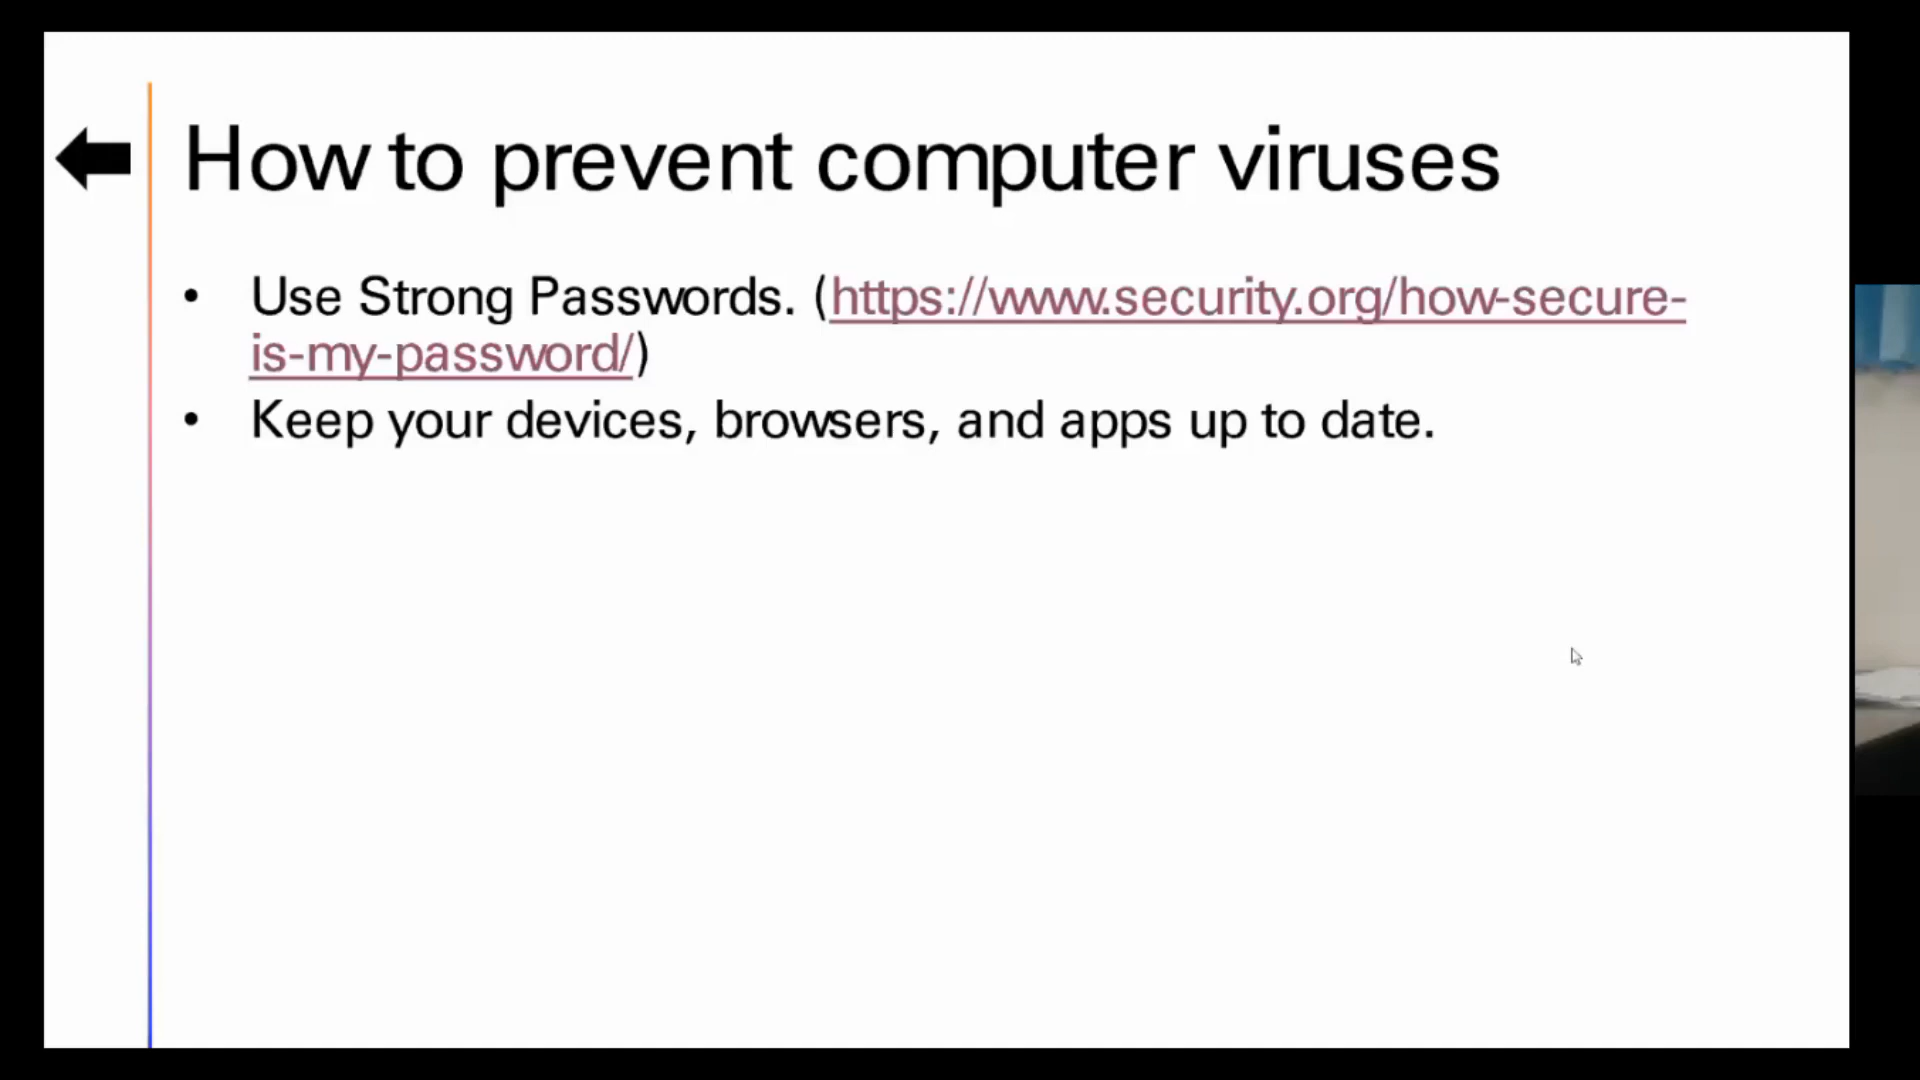 How to prevent computer viruses
• Use Strong Passwords. (https://www.security.org/how-secure-
is-my-password/)
• Keep your devices, browsers, and apps up to date.